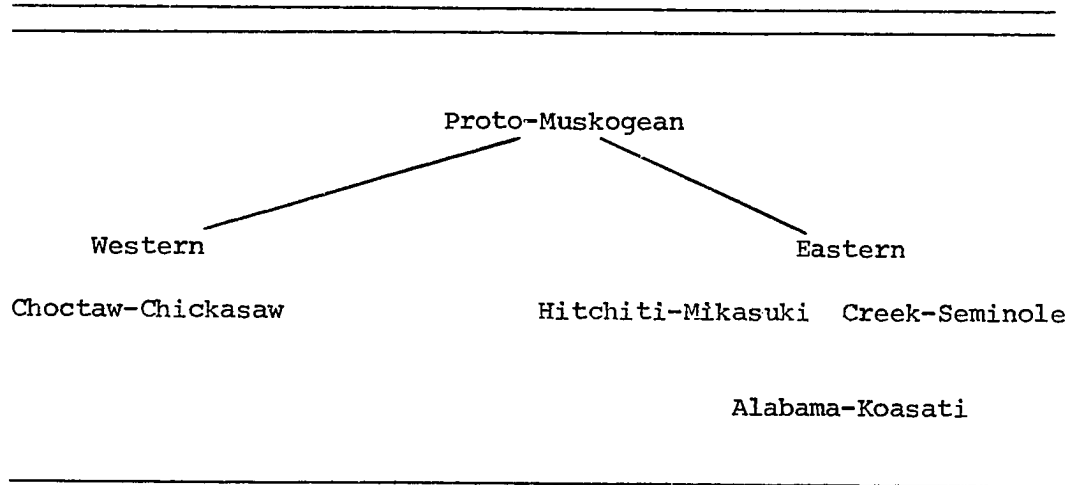 Proto-Muskogean
Western Eastern
Choctaw-Chickasaw Hitchiti-Mikasuki Creek-Seminole
Alabama-Koasati